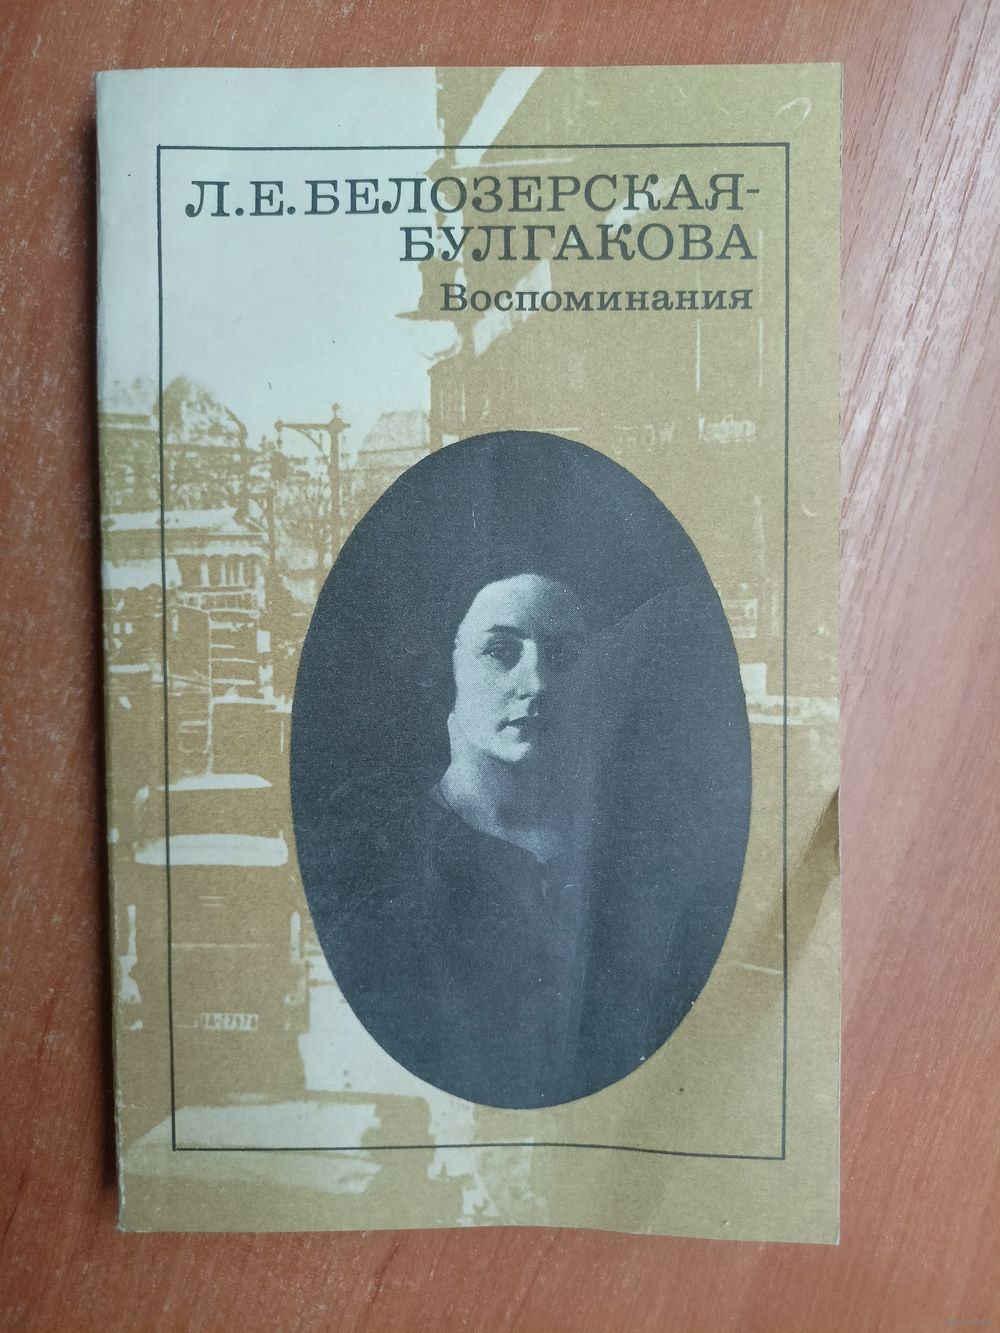 Л.Е.БЕЛОЗЕРСКАЯ-
БУЛГАКОВА
Воспоминания